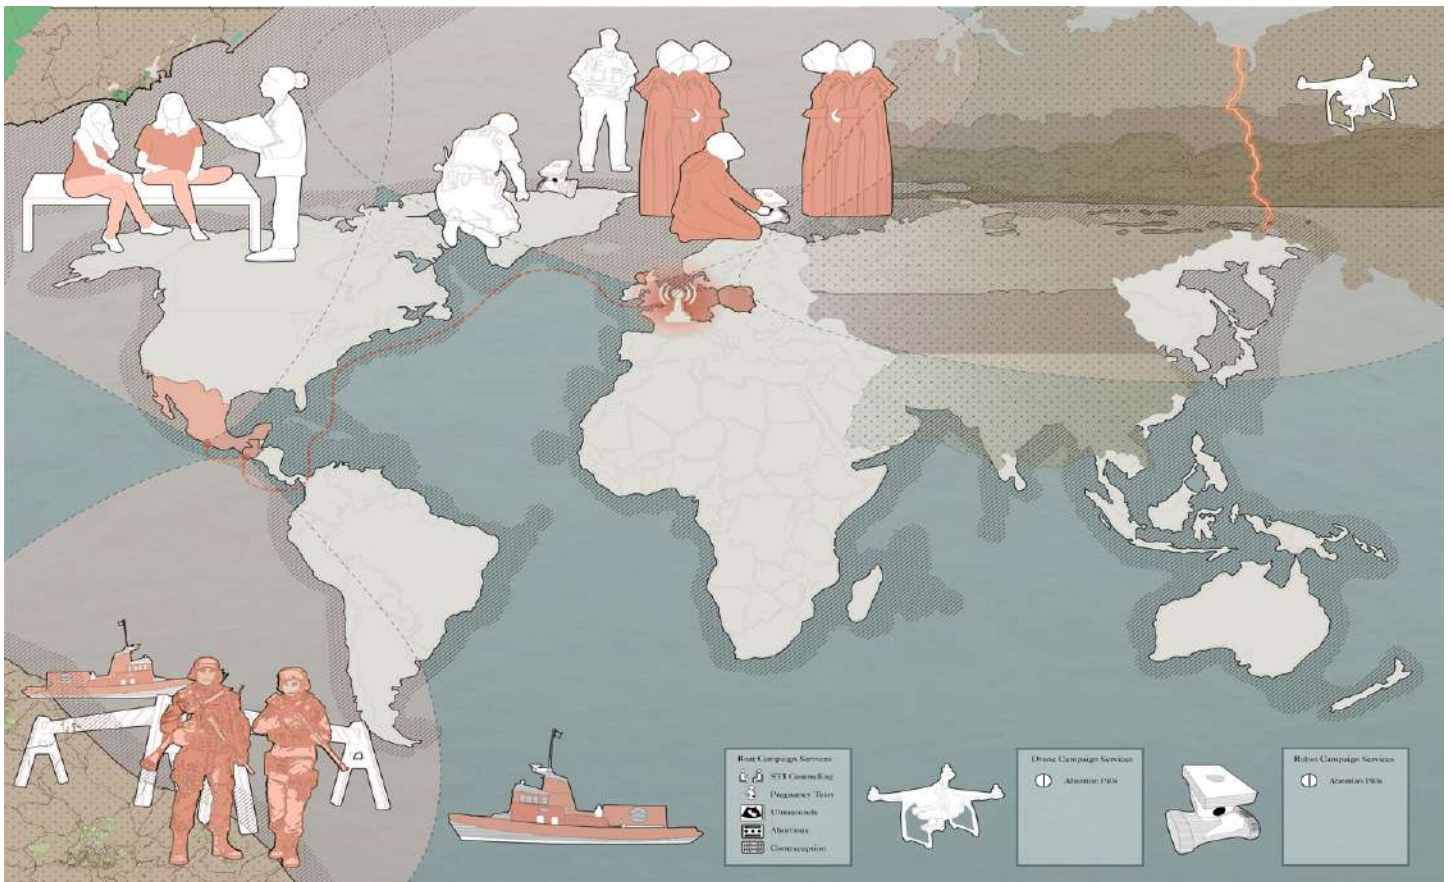 Boat Campaign Services
STI Counseling
Pregnancy Tests
Ultrasounds
Abortions
Contraception
Drone Campaign Services
Abortion Pills
Robot Campaign Services
Abortion Pills